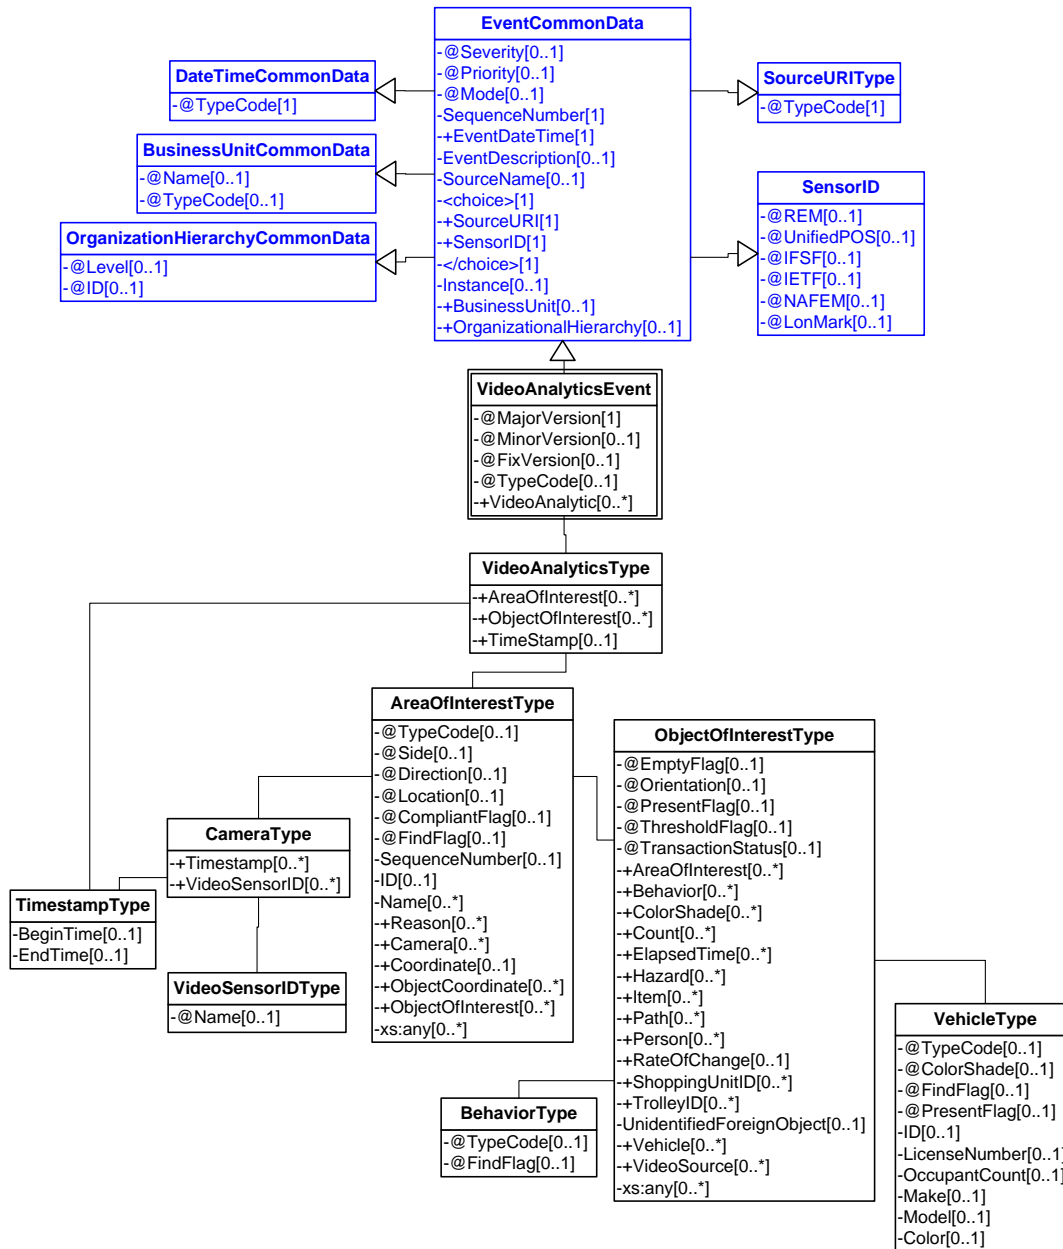 EventCommonData
-@Severity[0..1]
-@Priority[0..1]
-@Mode[0..1]
-SequenceNumber[1]
-+EventDateTime[1]
-EventDescription[0..1]
-SourceName[0..1]
-<choice>[1]
-+SourceURI[1]
-+SensorID[1]
-</choice>[1]
-Instance[0..1]
-+BusinessUnit[0..1]
-+OrganizationalHierarchy[0..1]
DateTimeCommonData
-@TypeCode[1]
BusinessUnitCommonData
-@Name[0..1]
-@TypeCode[0..1]
OrganizationHierarchyCommonData
-@Level[0..1]
-@ID[0..1]
SourceURIType
-@TypeCode[1]
SensorID
-@REM[0..1]
-@UnifiedPOS[0..1]
-@IFSF[0..1]
-@IETF[0..1]
-@NAFEM[0..1]
-@LonMark[0..1]
VideoAnalyticsEvent
-@MajorVersion[1]
-@MinorVersion[0..1]
-@FixVersion[0..1]
-@TypeCode[0..1]
-+VideoAnalytic[0..*]
VideoAnalyticsType
-+AreaOfInterest[0..*]
-+ObjectOfInterest[0..*]
-+TimeStamp[0..1]
AreaOfInterestType
-@TypeCode[0..1]
-@Side[0..1]
-@Direction[0..1]
-@Location[0..1]
-@CompliantFlag[0..1]
-@FindFlag[0..1]
-SequenceNumber[0..1]
-ID[0..1]
-Name[0..*]
-+Reason[0..*]
-+Camera[0..*]
-+Coordinate[0..1]
-+ObjectCoordinate[0..*]
-+ObjectOfInterest[0..*]
-xs:any[0..*]
ObjectOfInterestType
-@EmptyFlag[0..1]
-@Orientation[0..1]
-@PresentFlag[0..1]
-@ThresholdFlag[0..1]
-@TransactionStatus[0..1]
-+AreaOfInterest[0..*]
-+Behavior[0..*]
-+ColorShade[0..*]
-+Count[0..*]
-+ElapsedTime[0..*]
-+Hazard[0..*]
-+Item[0..*]
-+Path[0..*]
-+Person[0..*]
-+RateOfChange[0..1]
-+ShoppingUnitID[0..*]
-+TrolleyID[0..*]
-UnidentifiedForeignObject[0..1]
-+Vehicle[0..*]
-+VideoSource[0..*]
-xs:any[0..*]
CameraType
-+Timestamp[0..*]
-+VideoSensorID[0..*]
TimestampType
-BeginTime[0..1]
-EndTime[0..1]
VideoSensorIDType
-@Name[0..1]
BehaviorType
-@TypeCode[0..1]
-@FindFlag[0..1]
VehicleType
-@TypeCode[0..1]
-@ColorShade[0..1]
-@FindFlag[0..1]
-@PresentFlag[0..1]
-ID[0..1]
-LicenseNumber[0..1]
-OccupantCount[0..1]
-Make[0..1]
-Model[0..1]
-Color[0..1]